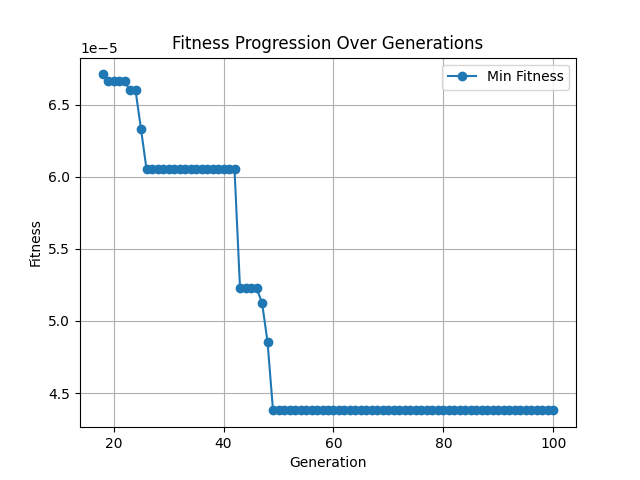 Fitness Progression Over Generations
1e−5
Min Fitness
6.5
6.0
5.5
5.0
4.5
Fitness
20 40 60 80 100
Generation